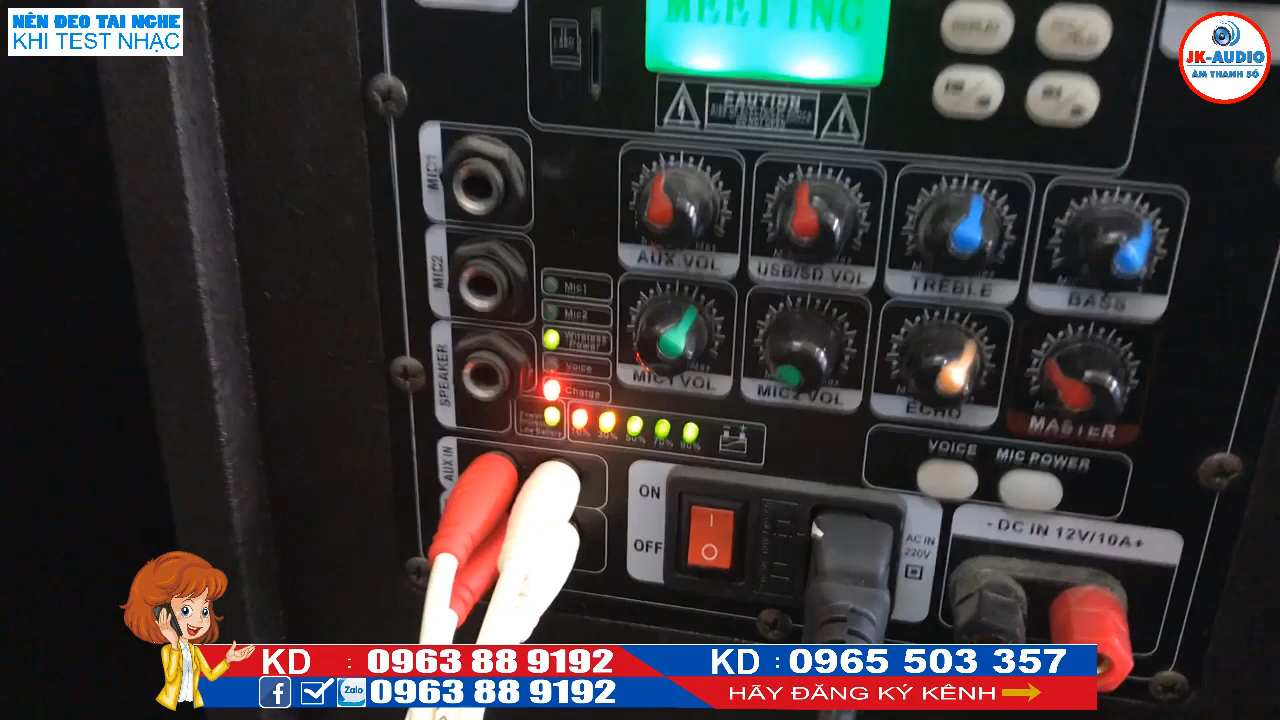 NÊN ĐEO TAI NGHE
KHI TEST NHẠC
JK-AUDIO
ÂM THANH SỐ
MEETING
CAUTION
MIC1
MIC2
SPEAKER
AUX IN
AUX.VOL
USB/SD VOL
TREBLE
BASS
Mic1
Mic2
Wireless
Power
Voice
Charge
Low Battery
10% 30% 50% 70% 90%
MIC1 VOL
MIC2 VOL
ECHO
MASTER
VOICE
MIC POWER
ON
OFF
AC IN
220V
- DC IN 12V/10A+
KD : 0963 88 9192
KD : 0965 503 357
Zalo
0963 88 9192
HÃY ĐĂNG KÝ KÊNH